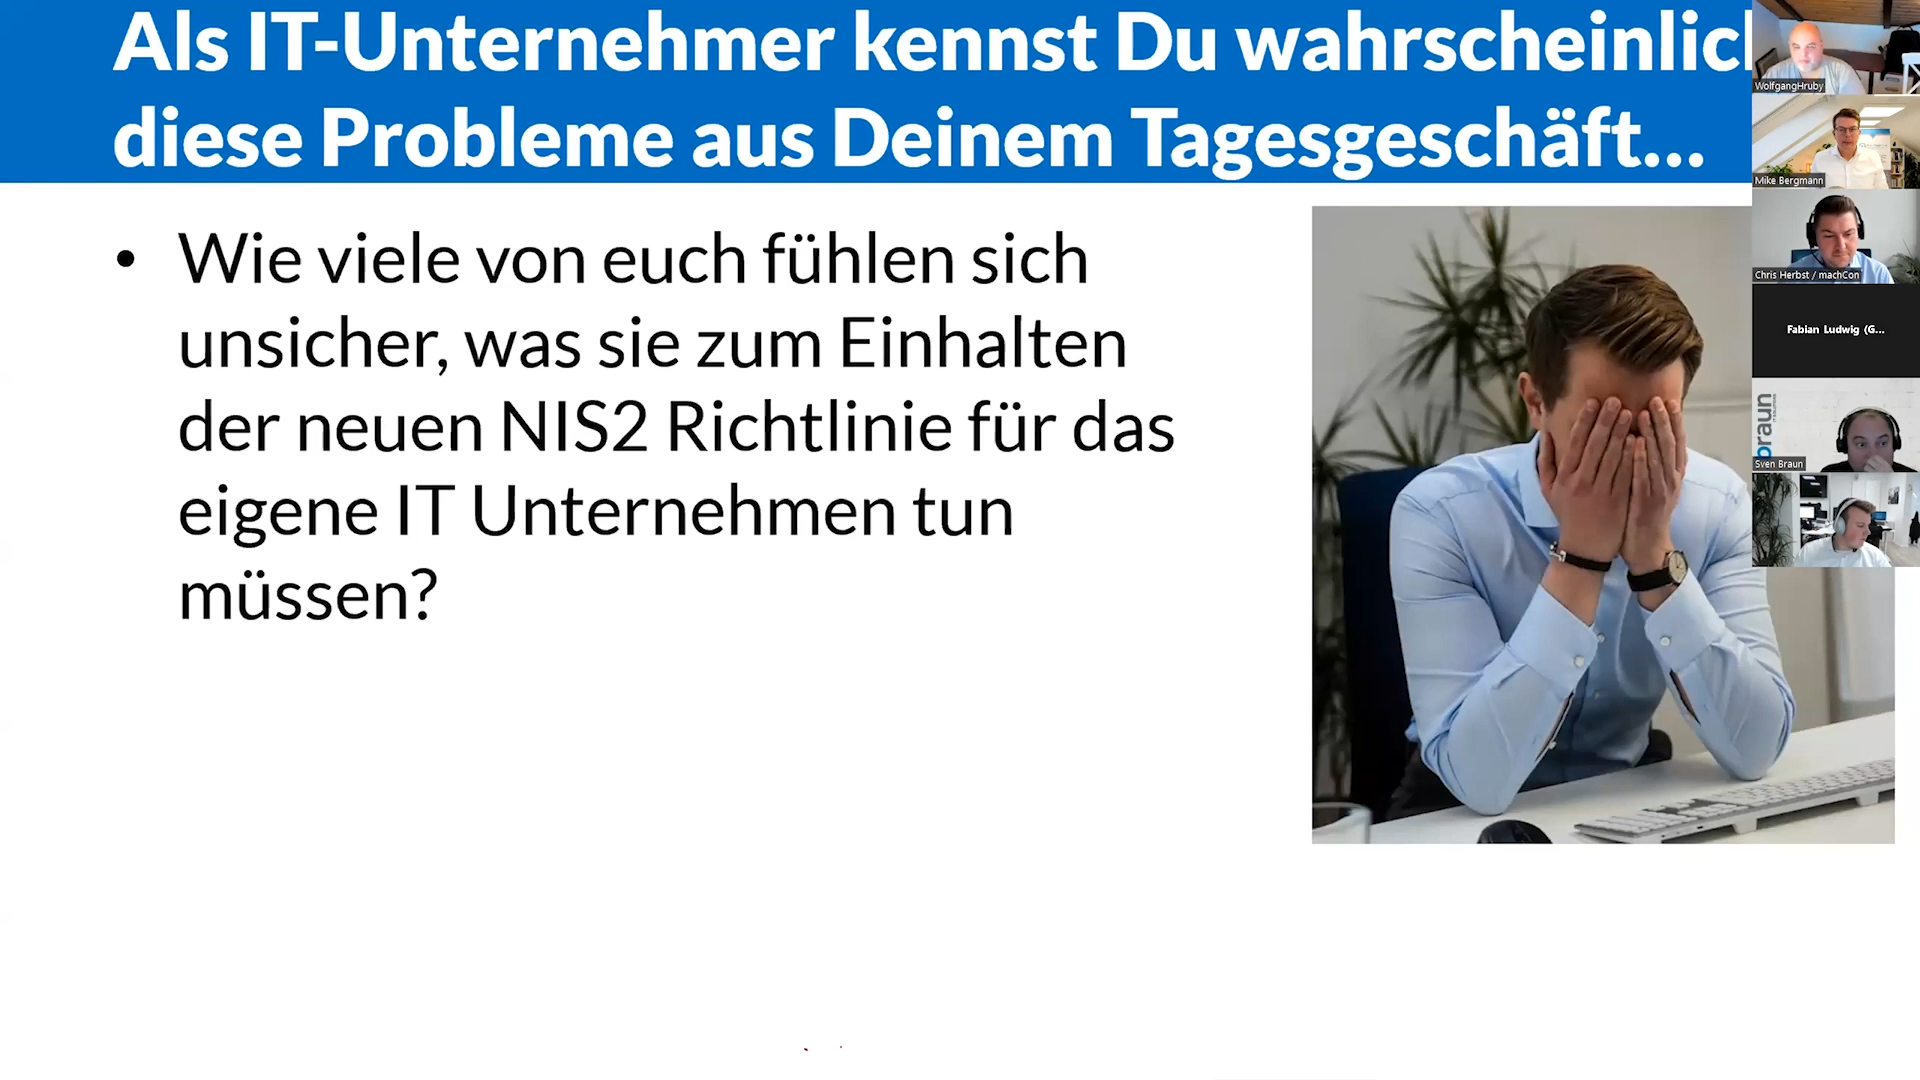 Als IT-Unternehmer kennst Du wahrscheinlich
diese Probleme aus Deinem Tagesgeschäft...
• Wie viele von euch fühlen sich
unsicher, was sie zum Einhalten
der neuen NIS2 Richtlinie für das
eigene IT Unternehmen tun
müssen?
WolfgangHruby
Mike Bergmann
Chris Herbst / machCon
Fabian Ludwig (G...
braun
Sven Braun